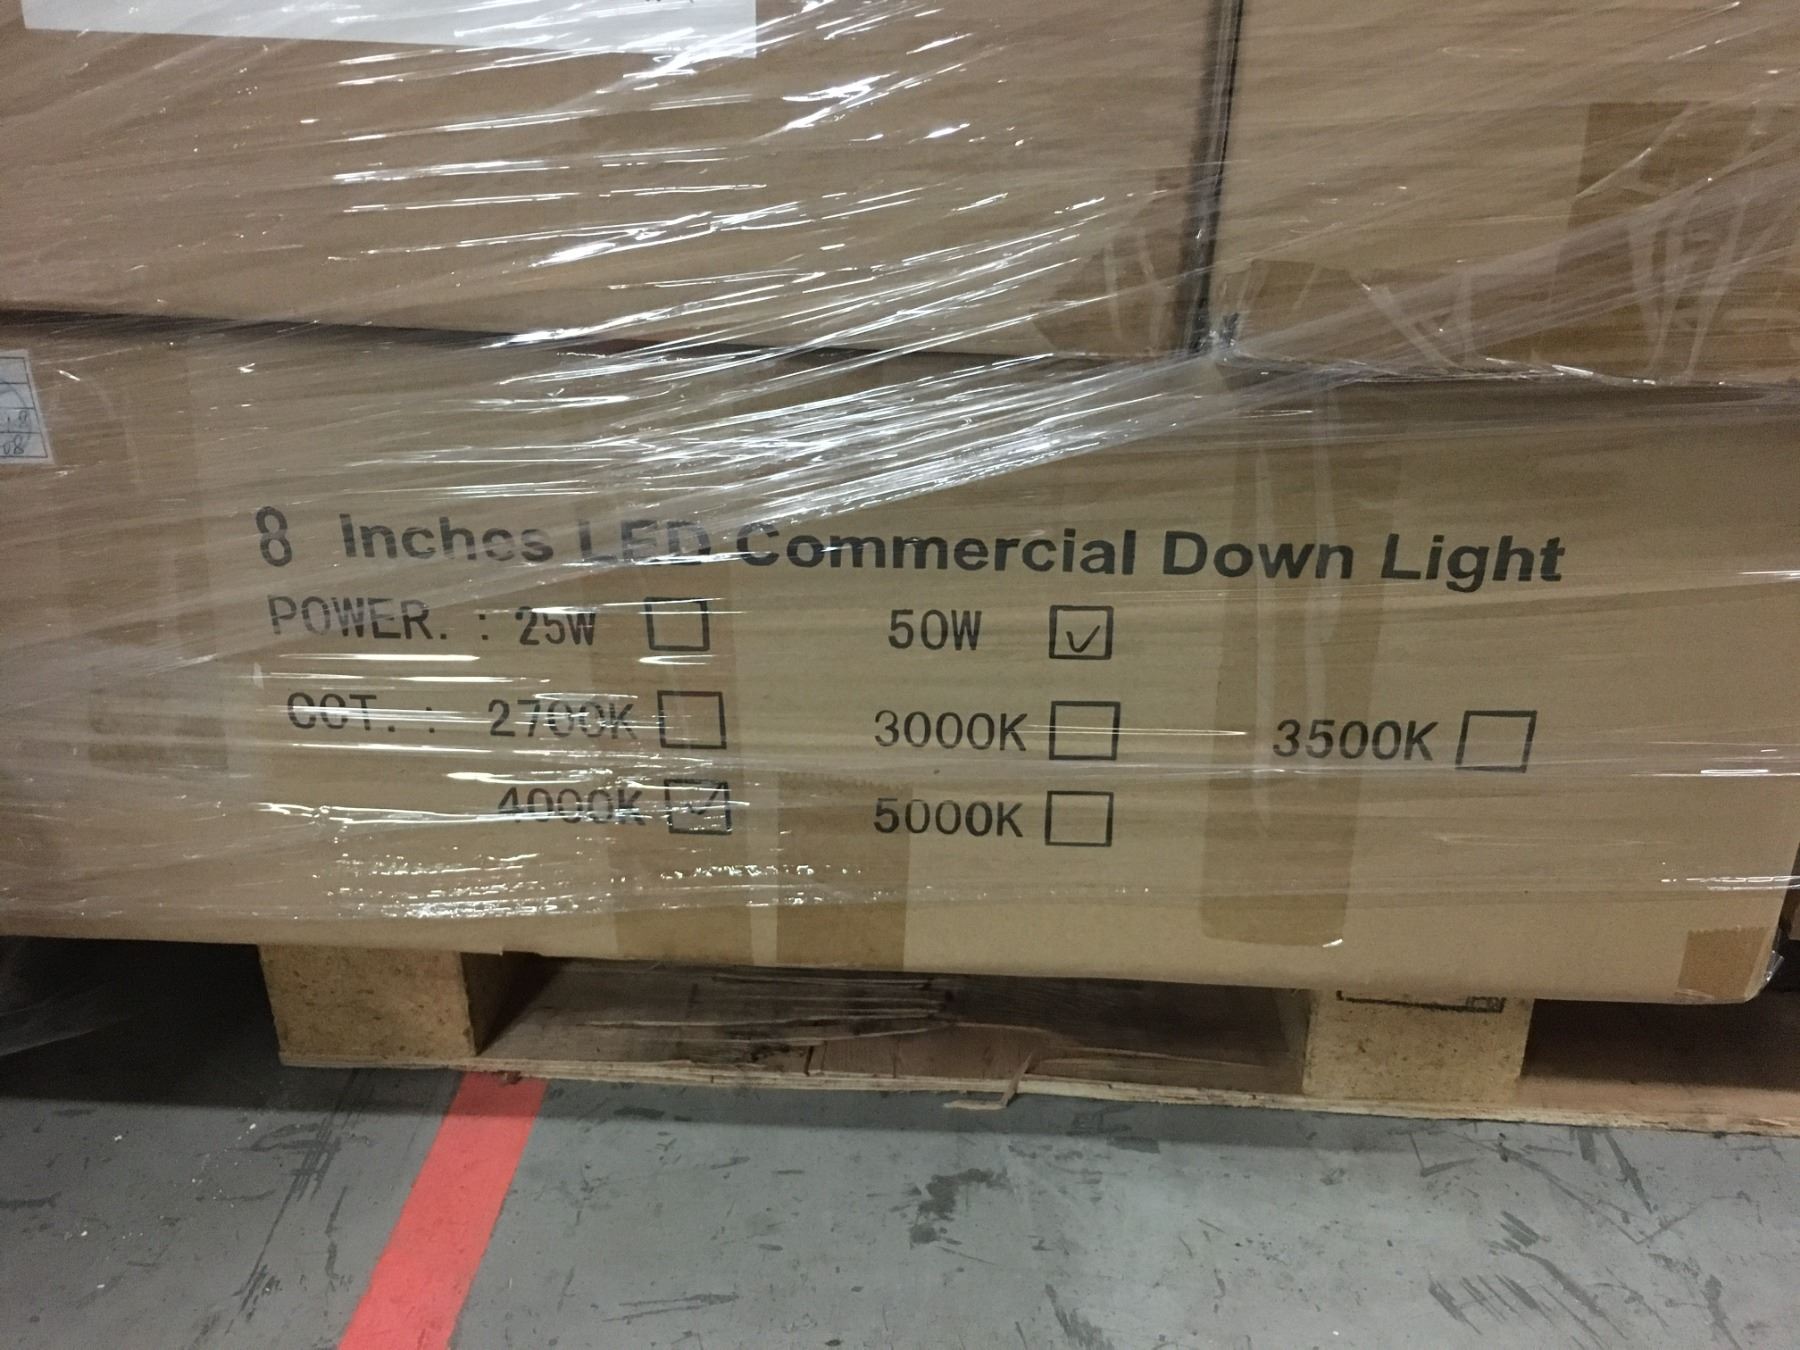 8 Inches LED Commercial Down Light
POWER. : 25W 50W
CCT. : 2700K 3000K 3500K
4000K 5000K